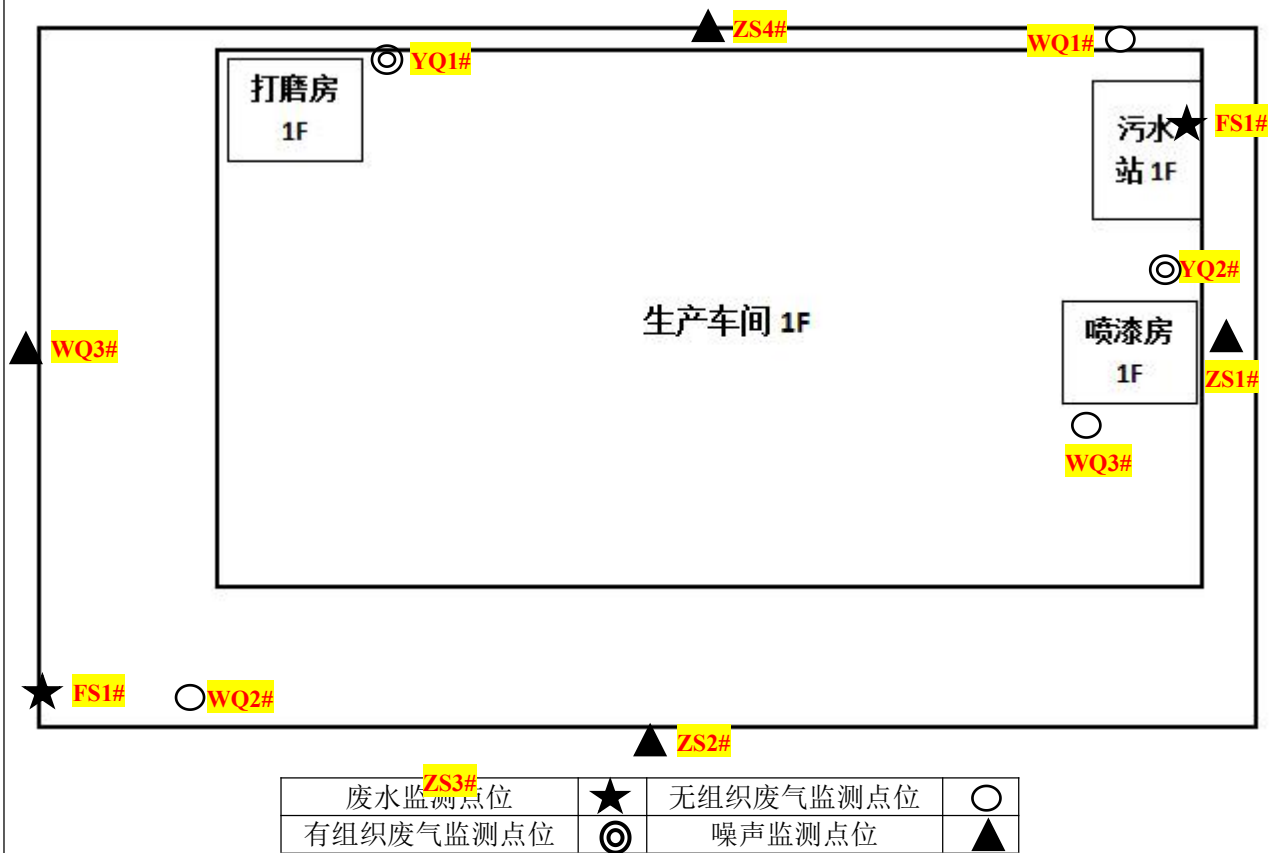 ZS4#
WQ1#
YQ1#
打磨房
1F
污水
站 1F
FS1#
YQ2#
生产车间 1F
喷漆房
1F
WQ3#
ZS1#
WQ3#
FS1#
WQ2#
ZS2#
ZS3#
废水监测点位 无组织废气监测点位
有组织废气监测点位 噪声监测点位